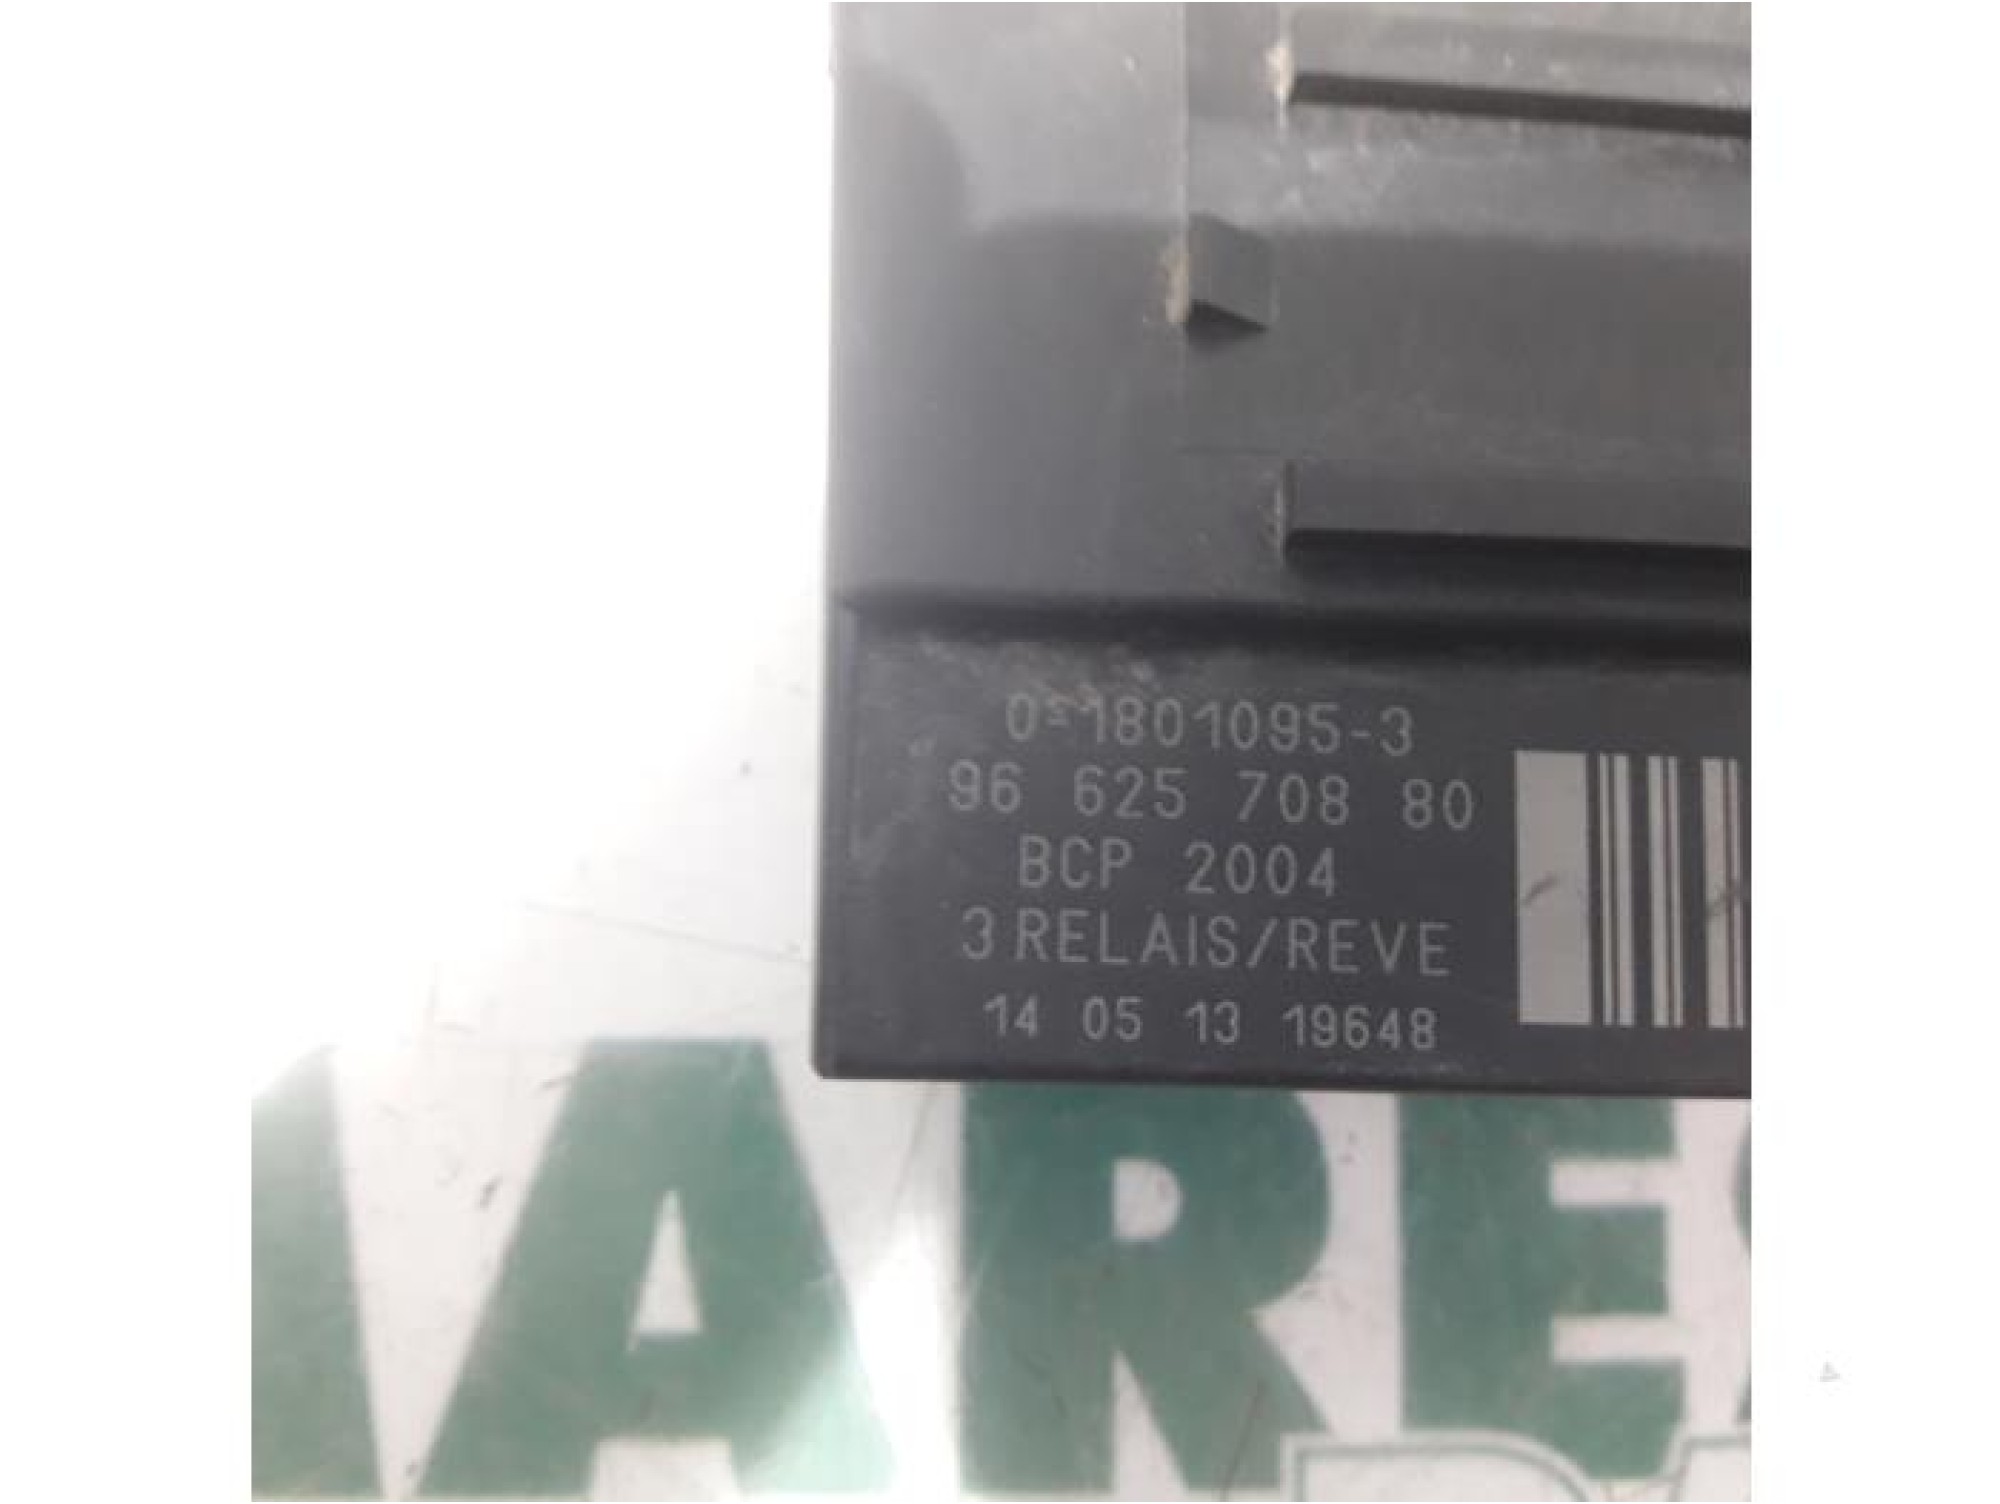 0-1801095-3
96 625 708 80
BCP 2004
3 RELAIS/REVE
14 05 13 19648